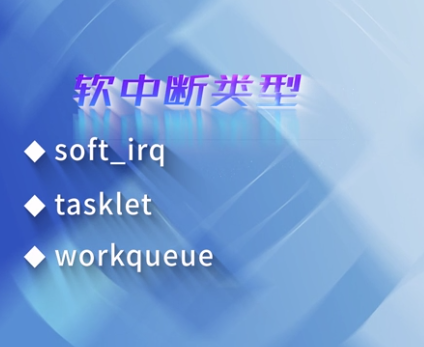 软中断类型
◆ soft_irq
◆ tasklet
◆ workqueue